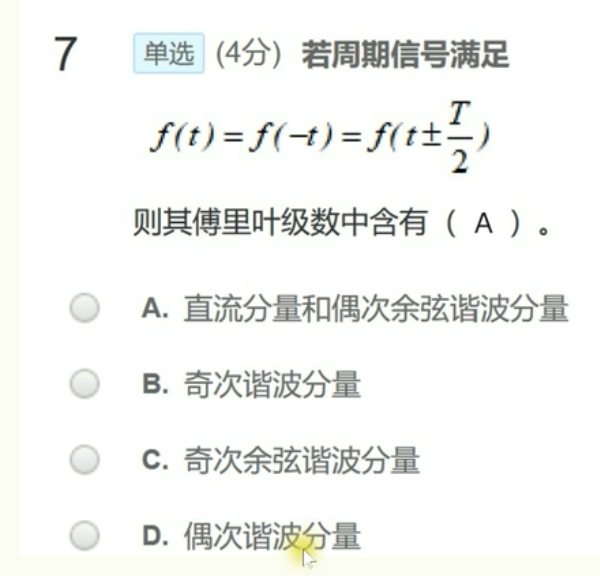 7 单选 (4分) 若周期信号满足
f(t)=f(−t)=f(t±T/2)
则其傅里叶级数中含有（ A ）。
A. 直流分量和偶次余弦谐波分量
B. 奇次谐波分量
C. 奇次余弦谐波分量
D. 偶次谐波分量